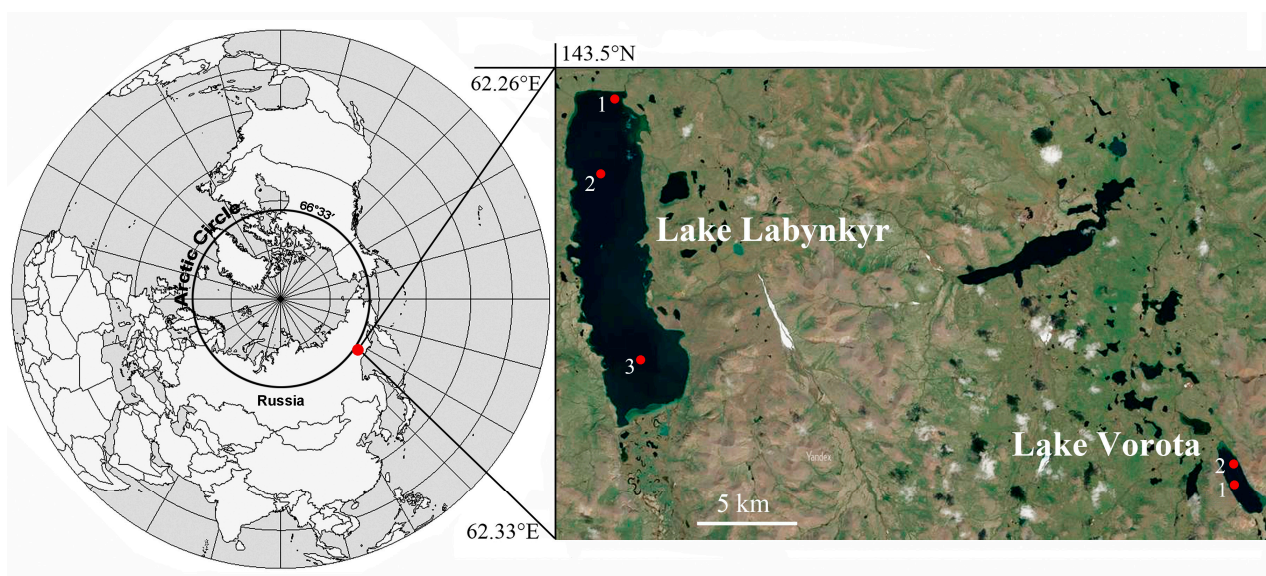 143.5°N
62.26°E
1
2
66°33'
Arctic Circle
Lake Labynkyr
3
Russia
Lake Vorota
Yandex
2
1
5 km
62.33°E